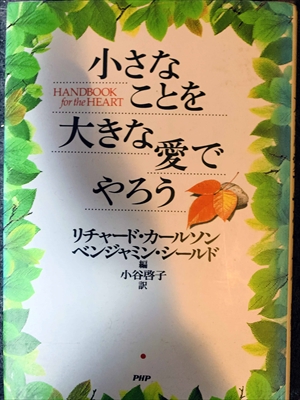 小さな
HANDBOOK
for the HEART
ことを
大きな
愛で
やろう
リチャード・カールソン
ベンジャミン・シールド
編
小谷啓子
訳
PHP